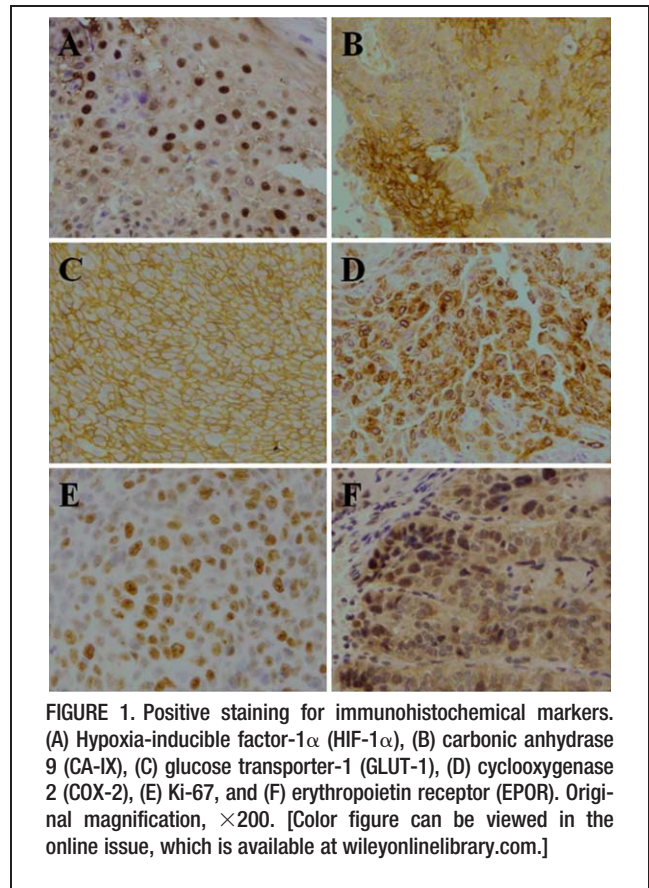 A
B
C
D
E
F
FIGURE 1. Positive staining for immunohistochemical markers.
(A) Hypoxia-inducible factor-1α (HIF-1α), (B) carbonic anhydrase
9 (CA-IX), (C) glucose transporter-1 (GLUT-1), (D) cyclooxygenase
2 (COX-2), (E) Ki-67, and (F) erythropoietin receptor (EPOR). Origi-
nal magnification, ×200. [Color figure can be viewed in the
online issue, which is available at wileyonlinelibrary.com.]